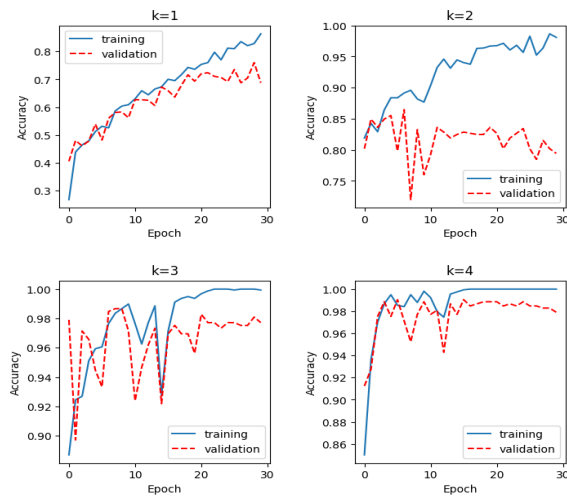 k=1
Accuracy
0.8
0.7
0.6
0.5
0.4
0.3
training
validation
0
10
20
30
Epoch
k=2
Accuracy
1.00
0.95
0.90
0.85
0.80
0.75
training
validation
0
10
20
30
Epoch
k=3
Accuracy
1.00
0.98
0.96
0.94
0.92
0.90
training
validation
0
10
20
30
Epoch
k=4
Accuracy
1.00
0.98
0.96
0.94
0.92
0.90
0.88
0.86
training
validation
0
10
20
30
Epoch